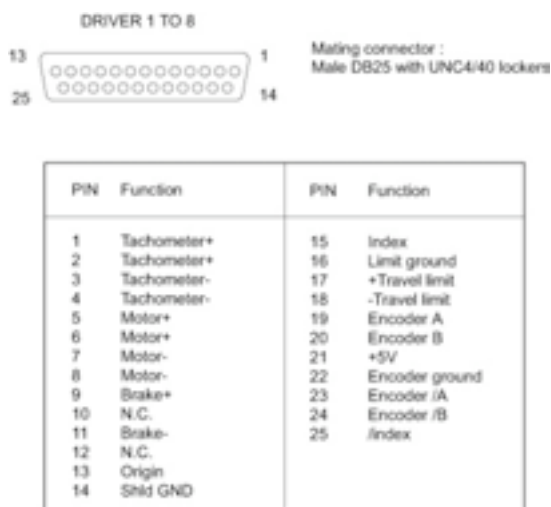 DRIVER 1 TO 8
13
1
25
14
Mating connector :
Male DB25 with UNC4/40 lockers
PIN Function
1 Tachometer+
2 Tachometer+
3 Tachometer-
4 Tachometer-
5 Motor+
6 Motor+
7 Motor-
8 Motor-
9 Brake+
10 N.C.
11 Brake-
12 N.C.
13 Origin
14 Shld GND
PIN Function
15 Index
16 Limit ground
17 +Travel limit
18 -Travel limit
19 Encoder A
20 Encoder B
21 +5V
22 Encoder ground
23 Encoder /A
24 Encoder /B
25 /Index